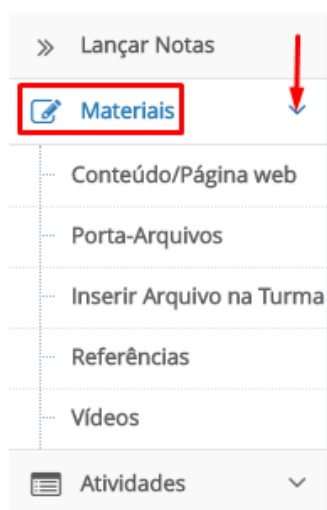 Lançar Notas
Materiais
Conteúdo/Página web
Porta-Arquivos
Inserir Arquivo na Turma
Referências
Vídeos
Atividades